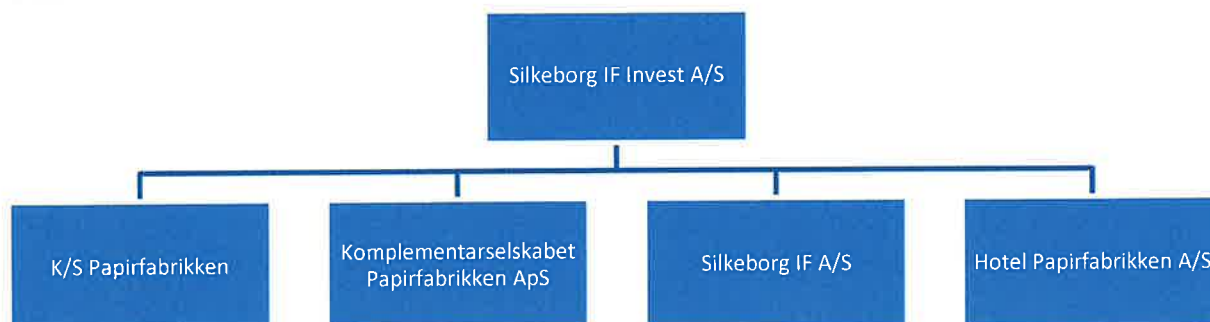 Silkeborg IF Invest A/S
K/S Papirfabrikken
Komplementarselskabet
Papirfabrikken ApS
Silkeborg IF A/S
Hotel Papirfabrikken A/S